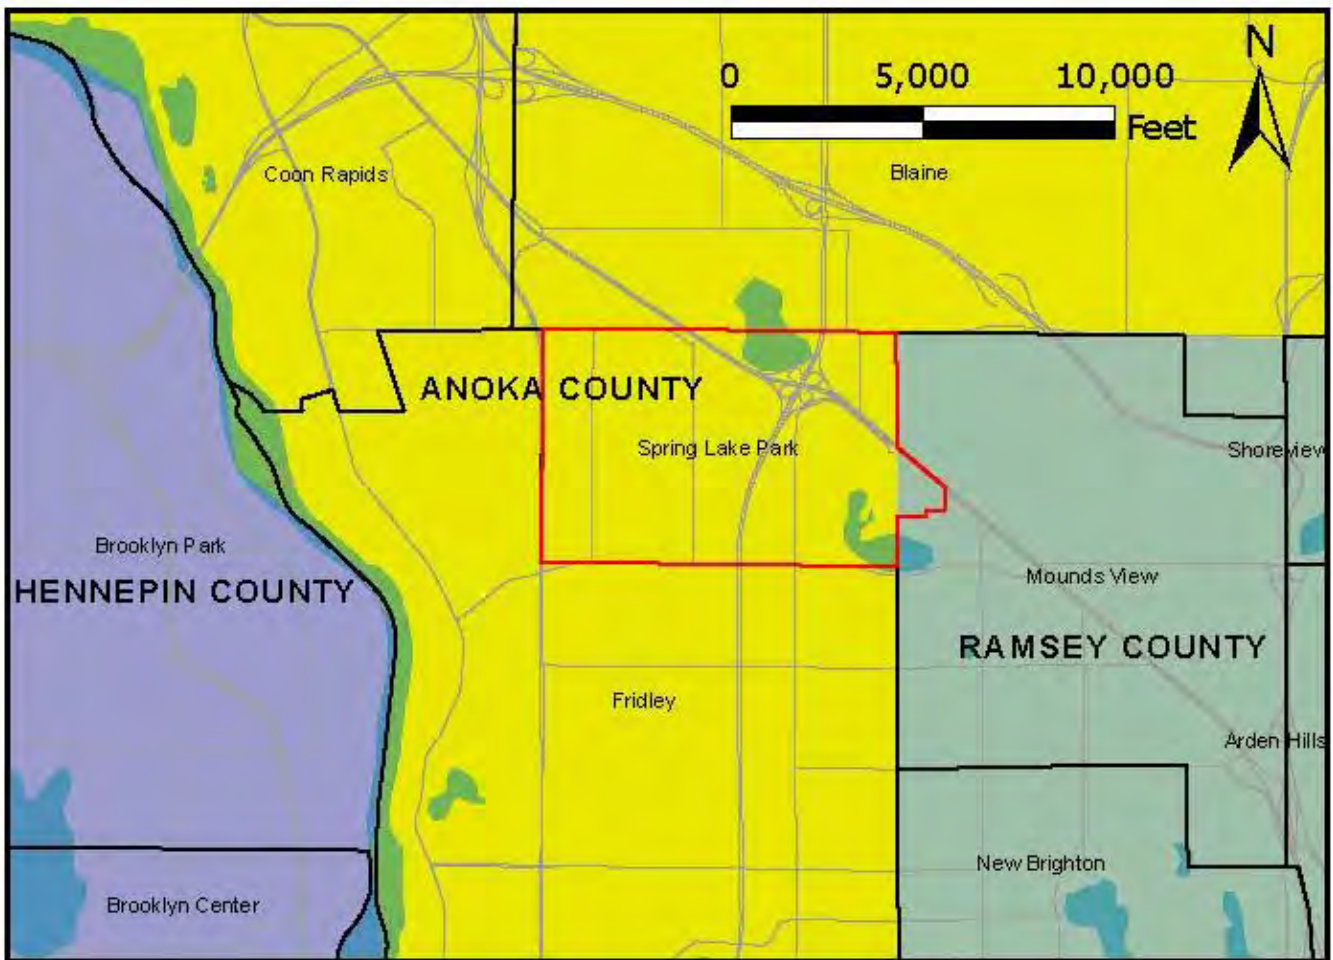 N
0 5,000 10,000
Feet
Coon Rapids
Blaine
ANOKA COUNTY
Spring Lake Park
Shoreview
Brooklyn Park
HENNEPIN COUNTY
Mounds View
RAMSEY COUNTY
Fridley
Arden Hills
New Brighton
Brooklyn Center